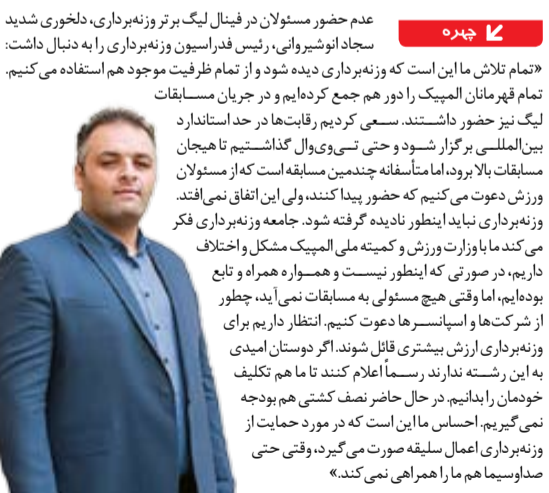 چهره
عدم حضور مسئولان در فینال لیگ برتر وزنه‌برداری، دلخوری شدید
سجاد انوشیروانی، رئیس فدراسیون وزنه‌برداری را به دنبال داشت:
«تمام تلاش ما این است که وزنه‌برداری دیده شود و از تمام ظرفیت موجود هم استفاده می کنیم.
تمام قهرمانان المپیک را دور هم جمع کرده‌ایم و در جریان مسابقات
لیگ نیز حضور داشتند. سعی کردیم رقابت‌ها در حد استاندارد
بین‌المللی برگزار شود و حتی تی‌وی‌وال گذاشتیم تا هیجان
مسابقات بالا برود، اما متأسفانه چندمین مسابقه است که از مسئولان
ورزش دعوت می کنیم که حضور پیدا کنند، ولی این اتفاق نمی‌افتد.
وزنه‌برداری نباید اینطور نادیده گرفته شود. جامعه وزنه‌برداری فکر
می کند ما با وزارت ورزش و کمیته ملی المپیک مشکل و اختلاف
داریم، در صورتی که اینطور نیست و همواره همراه و تابع
بوده‌ایم، اما وقتی هیچ مسئولی به مسابقات نمی‌آید، چطور
از شرکت‌ها و اسپانسرها دعوت کنیم. انتظار داریم برای
وزنه‌برداری ارزش بیشتری قائل شوند. اگر دوستان امیدی
به این رشته ندارند رسماً اعلام کنند تا ما هم تکلیف
خودمان را بدانیم. در حال حاضر نصف کشتی هم بودجه
نمی گیریم. احساس ما این است که در مورد حمایت از
وزنه‌برداری اعمال سلیقه صورت می گیرد، وقتی حتی
صداوسیما هم ما را همراهی نمی کند.»